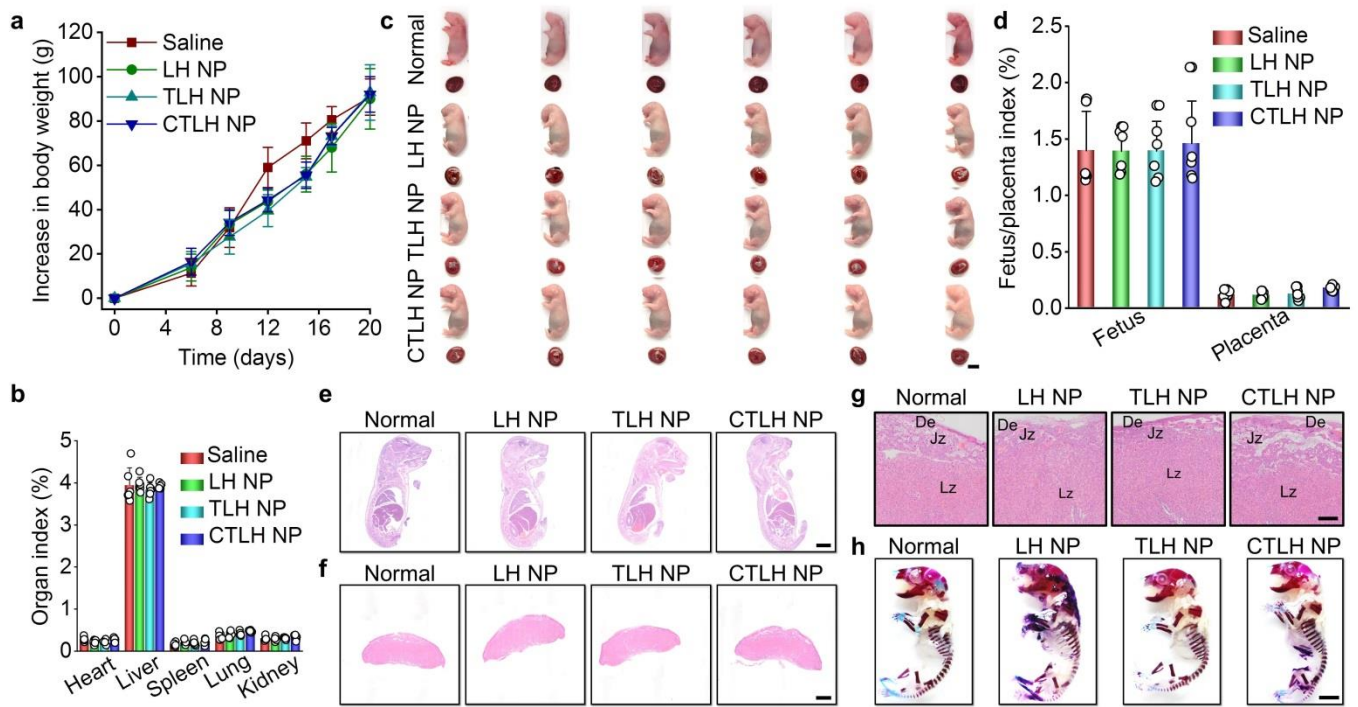 a
Increase in body weight (g)
120
100
80
60
40
20
0
Saline
LH NP
TLH NP
CTLH NP
0 4 8 12 16 20
Time (days)
b
Organ index (%)
5
4
3
2
1
0
Saline
LH NP
TLH NP
CTLH NP
Heart Liver Spleen Lung Kidney
c
Normal
LH NP
TLH NP
CTLH NP
d
Fetus/placenta index (%)
2.5
2.0
1.5
1.0
0.5
0.0
Saline
LH NP
TLH NP
CTLH NP
Fetus Placenta
e
Normal LH NP TLH NP CTLH NP
f
Normal LH NP TLH NP CTLH NP
g
Normal LH NP TLH NP CTLH NP
De De De De
Jz Jz Jz Jz
Lz Lz Lz Lz
h
Normal LH NP TLH NP CTLH NP